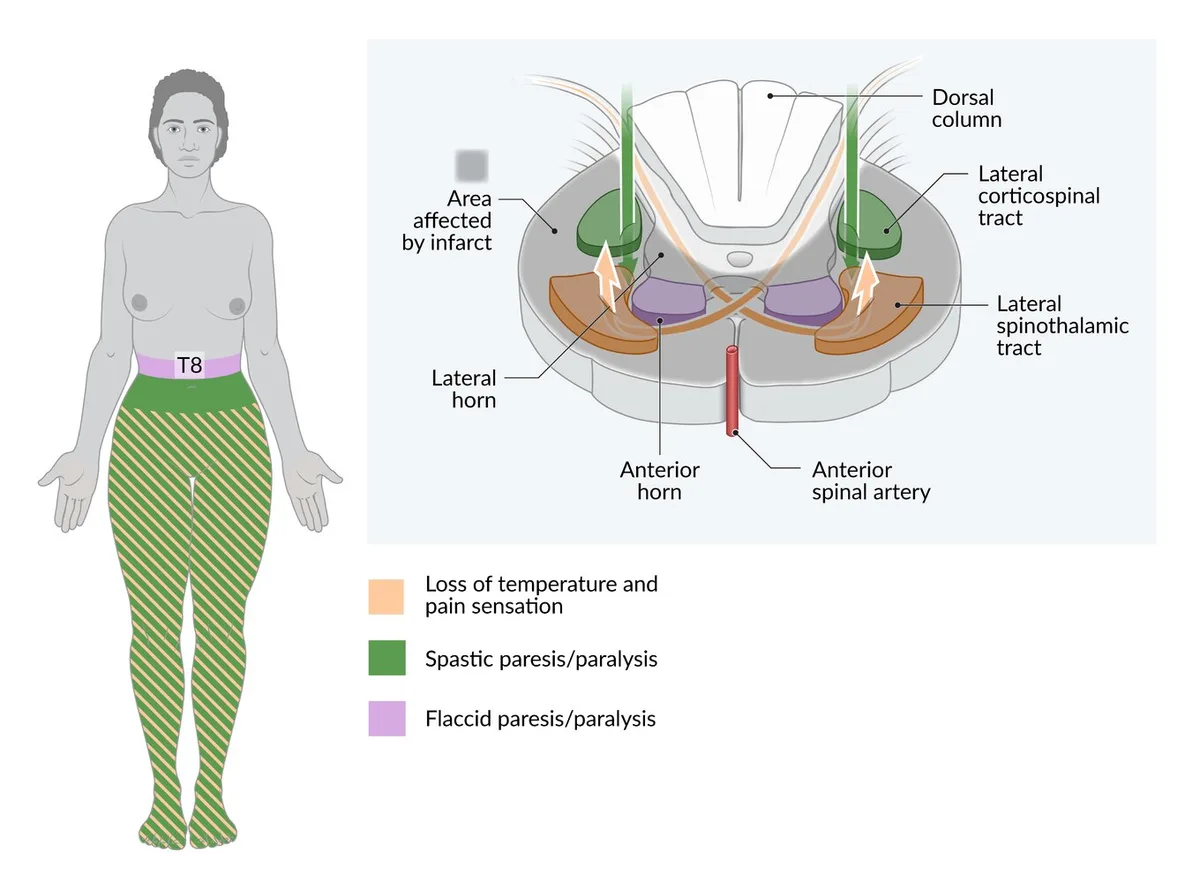 T8
Area
affected
by infarct
Lateral
horn
Anterior
horn
Anterior
spinal artery
Dorsal
column
Lateral
corticospinal
tract
Lateral
spinothalamic
tract
Loss of temperature and
pain sensation
Spastic paresis/paralysis
Flaccid paresis/paralysis